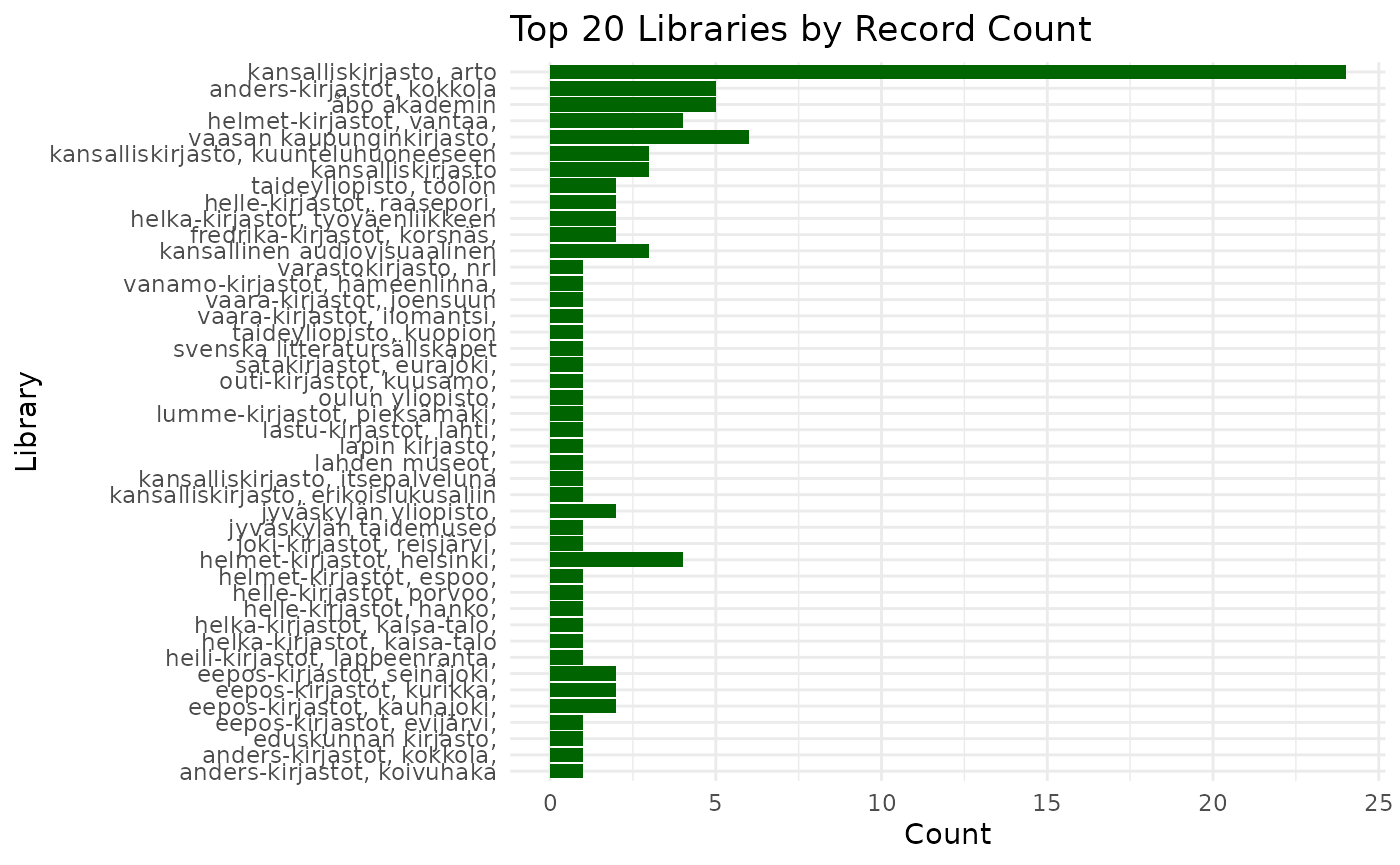 Top 20 Libraries by Record Count
kansalliskirjasto, arto
anders-kirjastot, kokkola
åbo akademin
helmet-kirjastot, vantaa,
vaasan kaupunginkirjasto,
kansalliskirjasto, kuunteluhuoneeseen
kansalliskirjasto
taideyliopisto, töölön
helle-kirjastot, raasepori,
helka-kirjastot, työväenliikkeen
fredrika-kirjastot, korsnäs,
kansallinen audiovisuaalinen
varastokirjasto, nrl
vanamo-kirjastot, hämeenlinna,
vaara-kirjastot, joensuun
vaara-kirjastot, ilomantsi,
taideyliopisto, kuopion
svenska litteratursällskapet
satakirjastot, eurajoki,
outi-kirjastot, kuusamo,
oulun yliopisto,
lumme-kirjastot, pieksämäki,
lastu-kirjastot, lahti,
lapin kirjasto,
lahden museot,
kansalliskirjasto, itsepalveluna
kansalliskirjasto, erikoislukusaliin
jyväskylän yliopisto,
jyväskylän taidemuseo
joki-kirjastot, reisjärvi,
helmet-kirjastot, helsinki,
helmet-kirjastot, espoo,
helle-kirjastot, porvoo,
helle-kirjastot, hanko,
helka-kirjastot, kaisa-talo,
helka-kirjastot, kaisa-talo
heili-kirjastot, lappeenranta,
eepos-kirjastot, seinäjoki,
eepos-kirjastot, kurikka,
eepos-kirjastot, kauhajoki,
eepos-kirjastot, evijärvi,
eduskunnan kirjasto,
anders-kirjastot, kokkola,
anders-kirjastot, koivuhaka
Library
0 5 10 15 20 25
Count